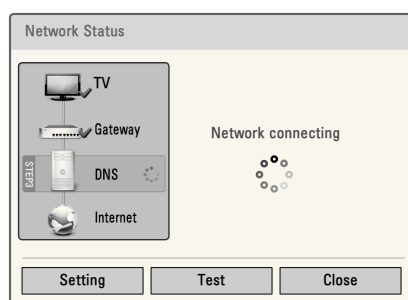 Network Status
TV
Gateway
STEP3
DNS
Internet
Network connecting
Setting
Test
Close